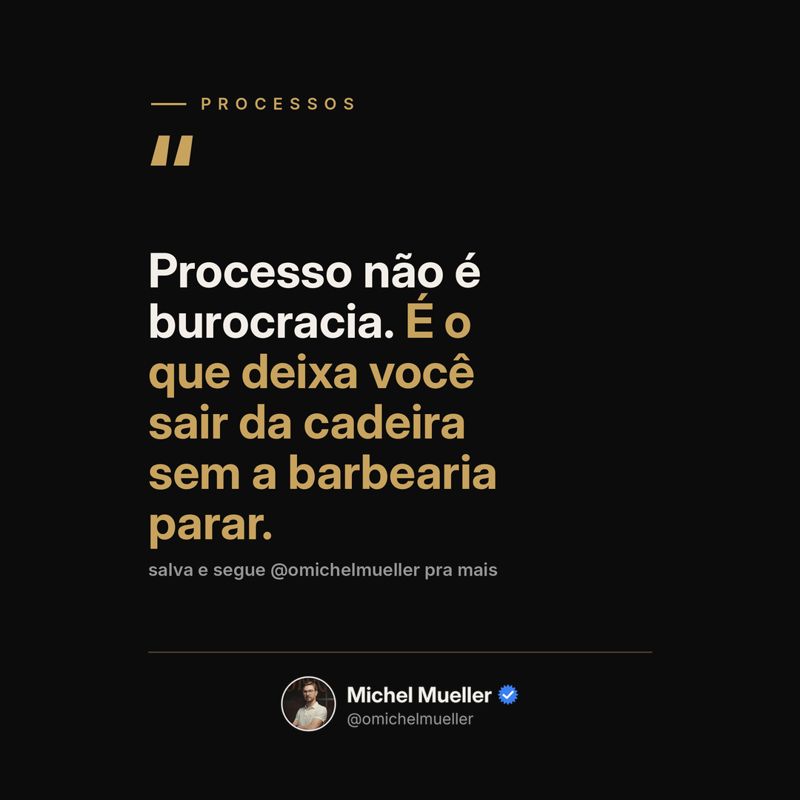 PROCESSOS
“
Processo não é
burocracia. É o
que deixa você
sair da cadeira
sem a barbearia
parar.
salva e segue @omichelmueller pra mais
Michel Mueller
@omichelmueller